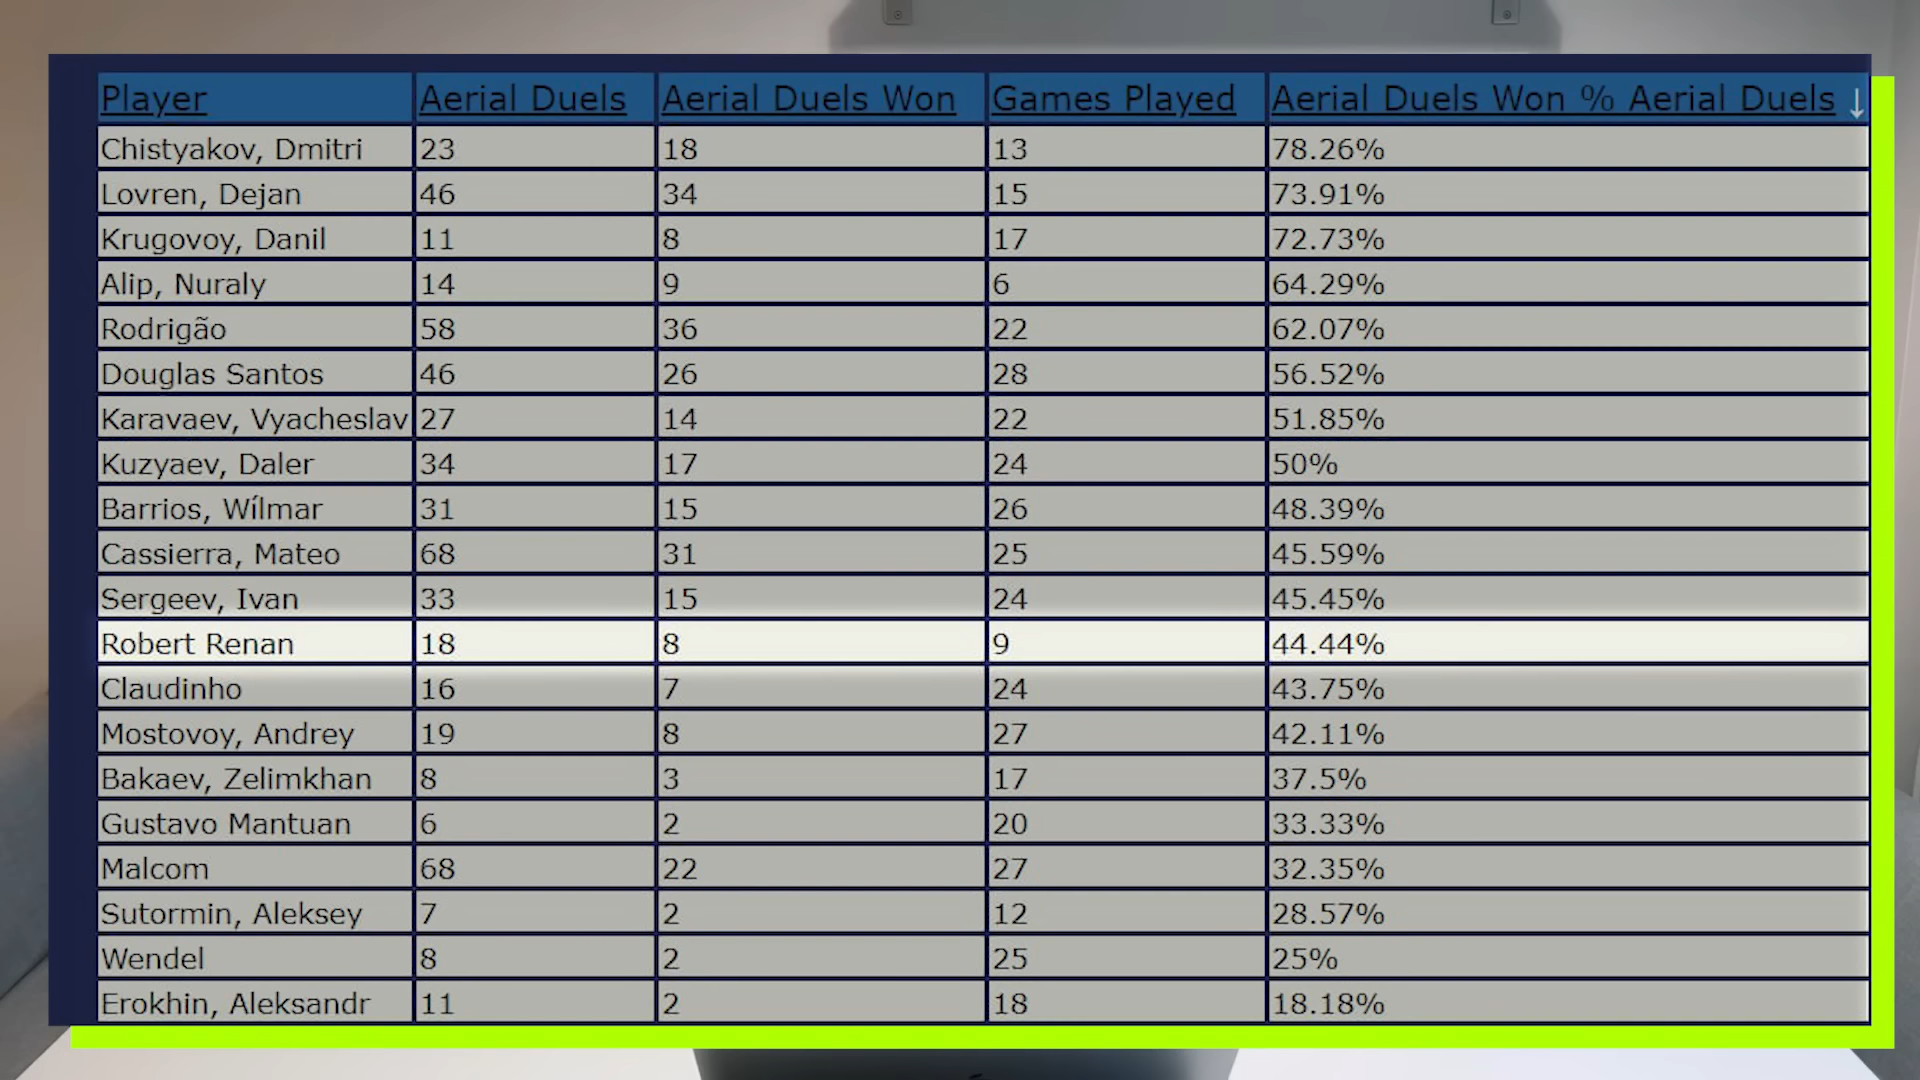 Player Aerial Duels Aerial Duels Won Games Played Aerial Duels Won % Aerial Duels ↓
Chistyakov, Dmitri 23 18 13 78.26%
Lovren, Dejan 46 34 15 73.91%
Krugovoy, Danil 11 8 17 72.73%
Alip, Nuraly 14 9 6 64.29%
Rodrigão 58 36 22 62.07%
Douglas Santos 46 26 28 56.52%
Karavaev, Vyacheslav 27 14 22 51.85%
Kuzyaev, Daler 34 17 24 50%
Barrios, Wílmar 31 15 26 48.39%
Cassierra, Mateo 68 31 25 45.59%
Sergeev, Ivan 33 15 24 45.45%
Robert Renan 18 8 9 44.44%
Claudinho 16 7 24 43.75%
Mostovoy, Andrey 19 8 27 42.11%
Bakaev, Zelimkhan 8 3 17 37.5%
Gustavo Mantuan 6 2 20 33.33%
Malcom 68 22 27 32.35%
Sutormin, Aleksey 7 2 12 28.57%
Wendel 8 2 25 25%
Erokhin, Aleksandr 11 2 18 18.18%